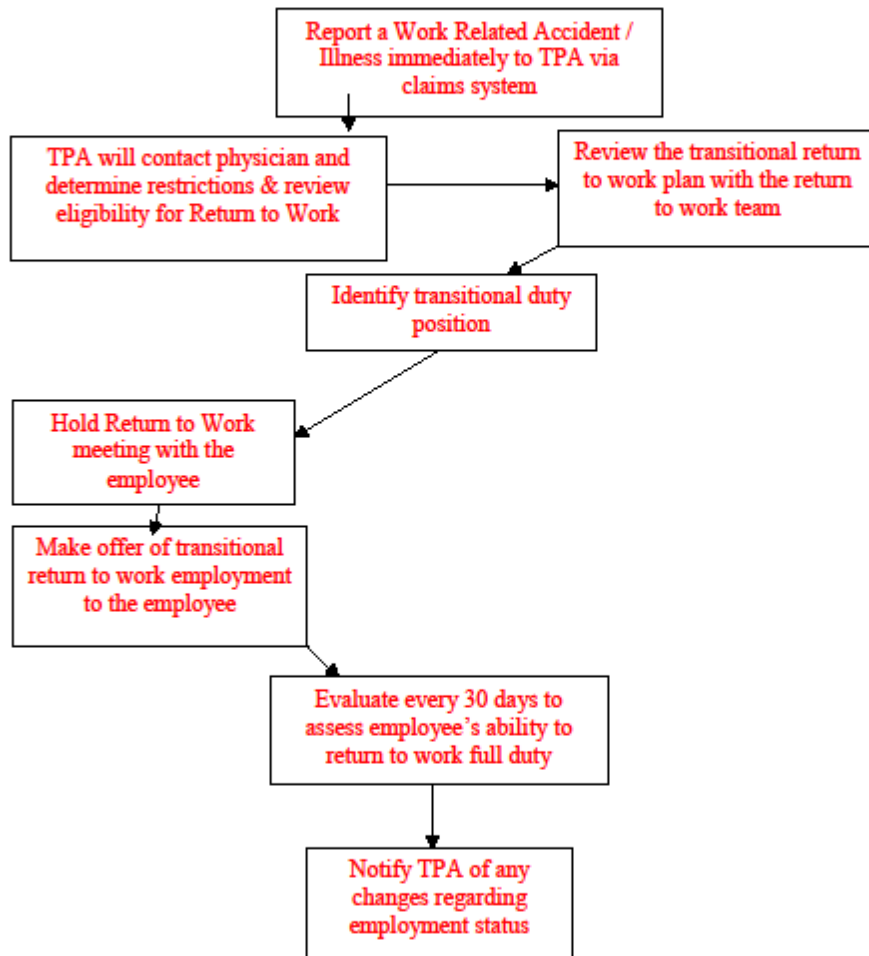 Report a Work Related Accident /
Illness immediately to TPA via
claims system
TPA will contact physician and
determine restrictions & review
eligibility for Return to Work
Review the transitional return
to work plan with the return
to work team
Identify transitional duty
position
Hold Return to Work
meeting with the
employee
Make offer of transitional
return to work employment
to the employee
Evaluate every 30 days to
assess employee’s ability to
return to work full duty
Notify TPA of any
changes regarding
employment status